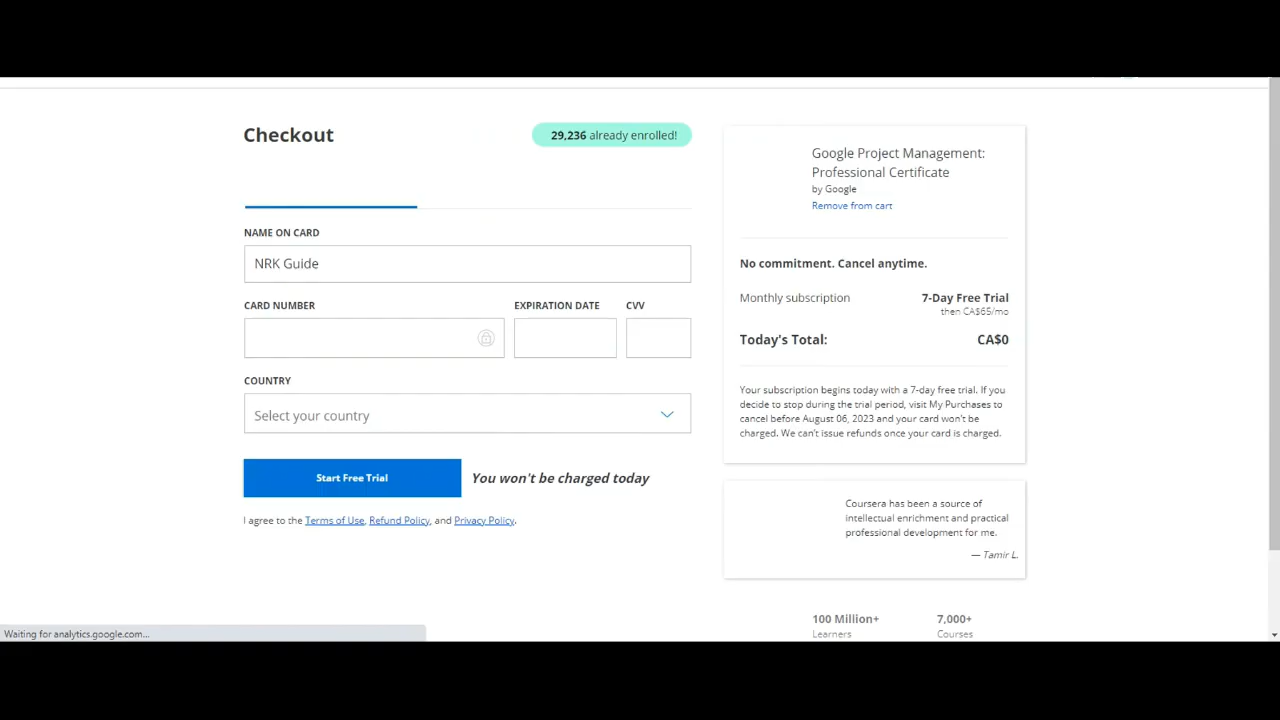 Checkout
29,236 already enrolled!
NAME ON CARD
NRK Guide
CARD NUMBER
EXPIRATION DATE
CVV
COUNTRY
Select your country
Start Free Trial
You won't be charged today
I agree to the Terms of Use, Refund Policy, and Privacy Policy.
Google Project Management:
Professional Certificate
by Google
Remove from cart
No commitment. Cancel anytime.
Monthly subscription
7-Day Free Trial
then CA$65/mo
Today's Total:
CA$0
Your subscription begins today with a 7-day free trial. If you
decide to stop during the trial period, visit My Purchases to
cancel before August 06, 2023 and your card won't be
charged. We can't issue refunds once your card is charged.
Coursera has been a source of
intellectual enrichment and practical
professional development for me.
— Tamir L.
100 Million+
Learners
7,000+
Courses
Waiting for analytics.google.com...